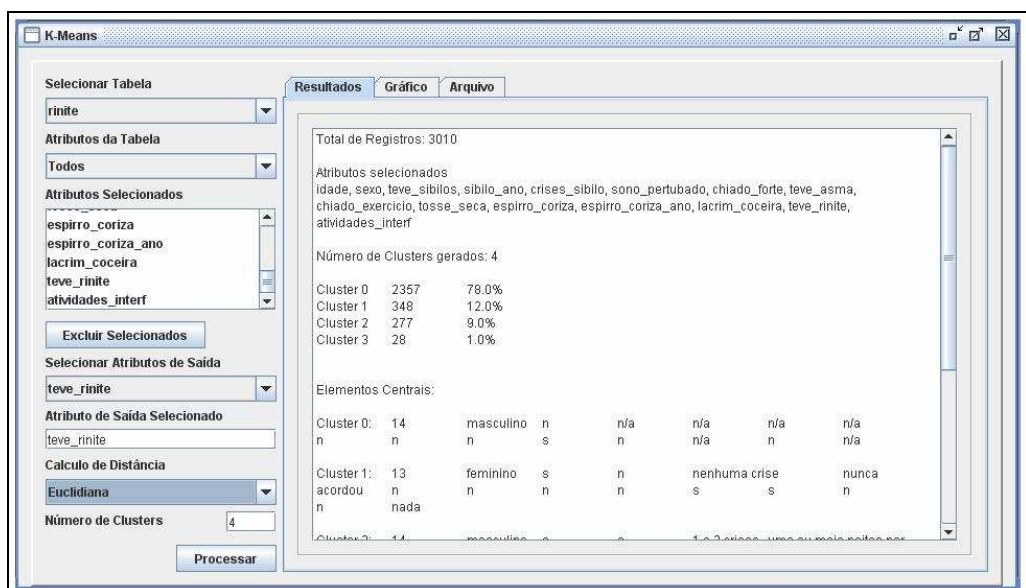 K-Means
Selecionar Tabela
rinite
Atributos da Tabela
Todos
Atributos Selecionados
espirro_coriza
espirro_coriza_ano
lacrim_coceira
teve_rinite
atividades_interf
Excluir Selecionados
Selecionar Atributos de Saída
teve_rinite
Atributo de Saída Selecionado
teve_rinite
Calculo de Distância
Euclidiana
Número de Clusters 4
Processar
Resultados Gráfico Arquivo
Total de Registros: 3010
Atributos selecionados
idade, sexo, teve_sibilos, sibilo_ano, crises_sibilo, sono_pertubado, chiado_forte, teve_asma,
chiado_exercicio, tosse_seca, espirro_coriza, espirro_coriza_ano, lacrim_coceira, teve_rinite,
atividades_interf
Número de Clusters gerados: 4
Cluster 0 2357 78.0%
Cluster 1 348 12.0%
Cluster 2 277 9.0%
Cluster 3 28 1.0%
Elementos Centrais:
Cluster 0: 14 masculino n n/a n/a n/a n/a
n n n s n n/a n n/a
Cluster 1: 13 feminino s n nenhuma crise nunca
acordou n n n n s s n
n nada
Cluster 2: 14 masculino